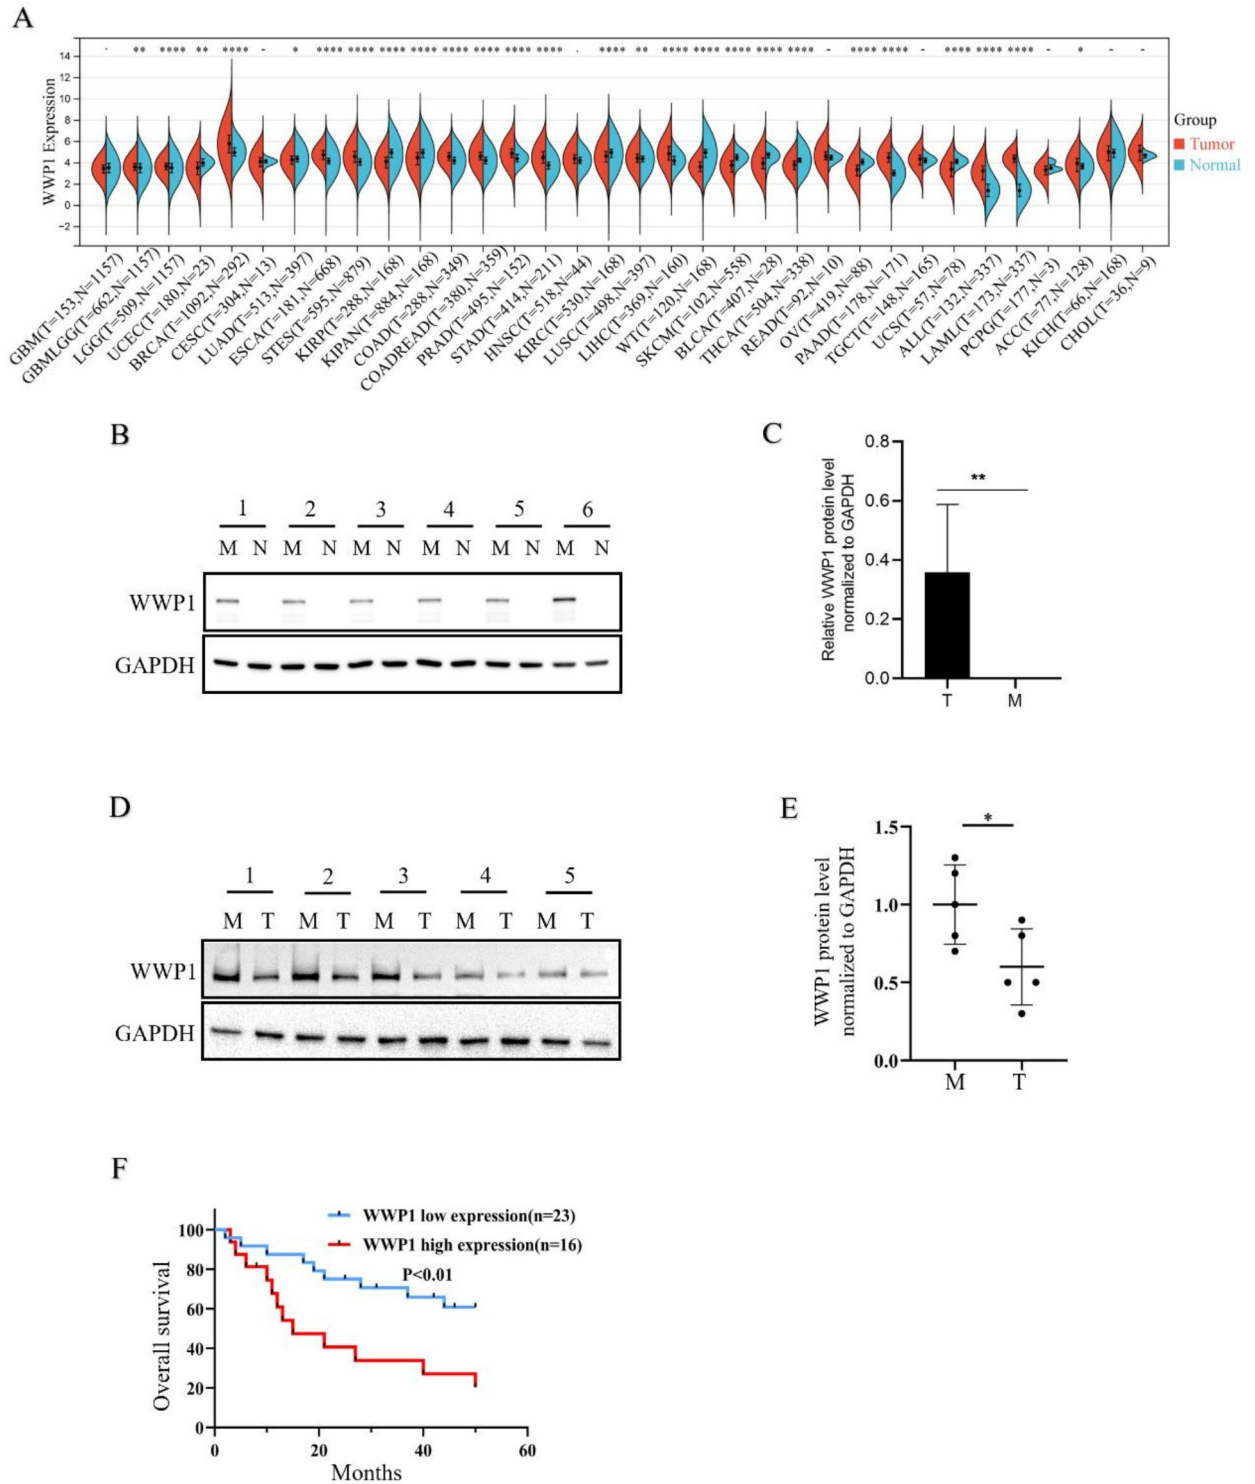 A
WWP1 Expression
14
12
10
8
6
4
2
0
−2
- ** **** ** **** - * **** **** **** **** **** **** **** **** - **** ** **** **** **** **** **** - **** **** - **** **** **** - * - -
Group
Tumor
Normal
GBM(T=153,N=1157)
GBMLGG(T=662,N=1157)
LGG(T=509,N=1157)
UCEC(T=180,N=23)
BRCA(T=1092,N=292)
CESC(T=304,N=13)
LUAD(T=513,N=397)
ESCA(T=181,N=668)
STES(T=595,N=879)
KIRP(T=288,N=168)
KIPAN(T=884,N=168)
COAD(T=288,N=349)
COADREAD(T=380,N=359)
PRAD(T=495,N=152)
STAD(T=414,N=211)
HNSC(T=518,N=44)
KIRC(T=530,N=168)
LUSC(T=498,N=397)
LIHC(T=369,N=160)
WT(T=120,N=168)
SKCM(T=102,N=558)
BLCA(T=407,N=28)
THCA(T=504,N=338)
READ(T=92,N=10)
OV(T=419,N=88)
PAAD(T=178,N=171)
TGCT(T=148,N=165)
UCS(T=57,N=78)
ALL(T=132,N=337)
LAML(T=173,N=337)
PCPG(T=177,N=3)
ACC(T=77,N=128)
KICH(T=66,N=168)
CHOL(T=36,N=9)
B
1 2 3 4 5 6
M N M N M N M N M N M N
WWP1
GAPDH
C
Relative WWP1 protein level
normalized to GAPDH
0.8
0.6
0.4
0.2
0.0
**
T M
D
1 2 3 4 5
M T M T M T M T M T
WWP1
GAPDH
E
WWP1 protein level
normalized to GAPDH
1.5
1.0
0.5
0.0
*
M T
F
WWP1 low expression(n=23)
WWP1 high expression(n=16)
P<0.01
Overall survival
100
80
60
40
20
0
0 20 40 60
Months